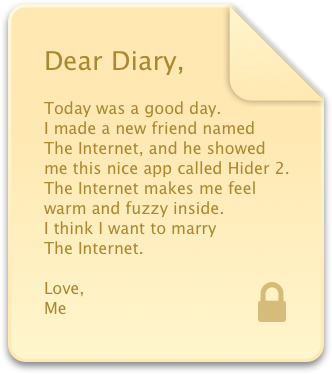 Dear Diary,
Today was a good day.
I made a new friend named
The Internet, and he showed
me this nice app called Hider 2.
The Internet makes me feel
warm and fuzzy inside.
I think I want to marry
The Internet.
Love,
Me